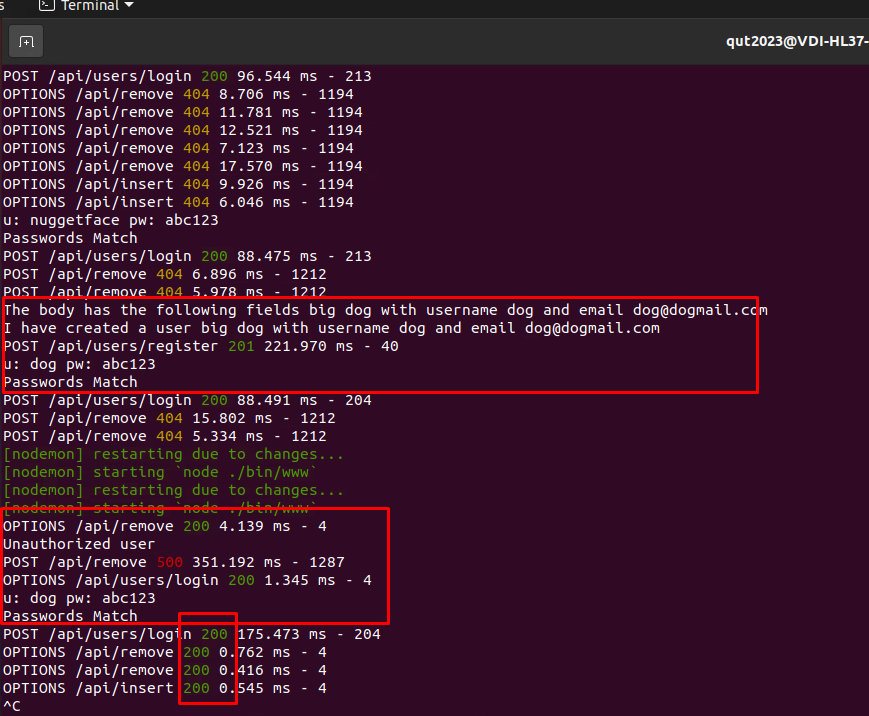 s
Terminal
qut2023@VDI-HL37-
POST /api/users/login 200 96.544 ms - 213
OPTIONS /api/remove 404 8.706 ms - 1194
OPTIONS /api/remove 404 11.781 ms - 1194
OPTIONS /api/remove 404 12.521 ms - 1194
OPTIONS /api/remove 404 7.123 ms - 1194
OPTIONS /api/remove 404 17.570 ms - 1194
OPTIONS /api/insert 404 9.926 ms - 1194
OPTIONS /api/insert 404 6.046 ms - 1194
u: nuggetface pw: abc123
Passwords Match
POST /api/users/login 200 88.475 ms - 213
POST /api/remove 404 6.896 ms - 1212
POST /api/remove 404 5.978 ms - 1212
The body has the following fields big dog with username dog and email dog@dogmail.com
I have created a user big dog with username dog and email dog@dogmail.com
POST /api/users/register 201 221.970 ms - 40
u: dog pw: abc123
Passwords Match
POST /api/users/login 200 88.491 ms - 204
POST /api/remove 404 15.802 ms - 1212
POST /api/remove 404 5.334 ms - 1212
[nodemon] restarting due to changes...
[nodemon] starting `node ./bin/www`
[nodemon] restarting due to changes...
[nodemon] starting `node ./bin/www`
OPTIONS /api/remove 200 4.139 ms - 4
Unauthorized user
POST /api/remove 500 351.192 ms - 1287
OPTIONS /api/users/login 200 1.345 ms - 4
u: dog pw: abc123
Passwords Match
POST /api/users/login 200 175.473 ms - 204
OPTIONS /api/remove 200 0.762 ms - 4
OPTIONS /api/remove 200 0.416 ms - 4
OPTIONS /api/insert 200 0.545 ms - 4
^C